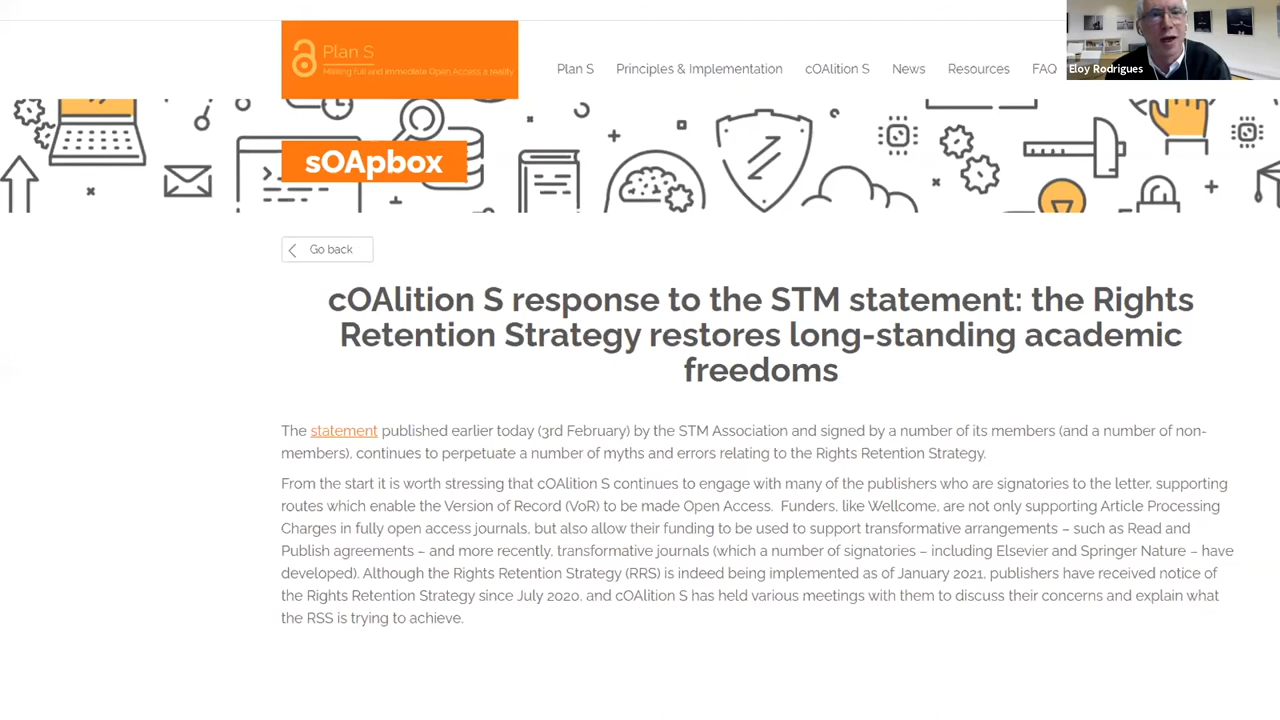 Plan S
Making full and immediate Open Access a reality
Plan S Principles & Implementation cOAlition S News Resources FAQ
Eloy Rodrigues
sOApbox
Go back
cOAlition S response to the STM statement: the Rights
Retention Strategy restores long-standing academic
freedoms
The statement published earlier today (3rd February) by the STM Association and signed by a number of its members (and a number of non-
members), continues to perpetuate a number of myths and errors relating to the Rights Retention Strategy.
From the start it is worth stressing that cOAlition S continues to engage with many of the publishers who are signatories to the letter, supporting
routes which enable the Version of Record (VoR) to be made Open Access. Funders, like Wellcome, are not only supporting Article Processing
Charges in fully open access journals, but also allow their funding to be used to support transformative arrangements – such as Read and
Publish agreements – and more recently, transformative journals (which a number of signatories – including Elsevier and Springer Nature – have
developed). Although the Rights Retention Strategy (RRS) is indeed being implemented as of January 2021, publishers have received notice of
the Rights Retention Strategy since July 2020, and cOAlition S has held various meetings with them to discuss their concerns and explain what
the RSS is trying to achieve.